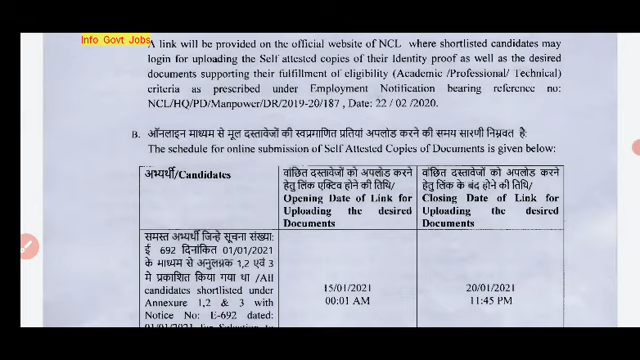 Info Govt Jobs
A link will be provided on the official website of NCL where shortlisted candidates may
login for uploading the Self attested copies of their Identity proof as well as the
desired documents supporting their fulfillment of eligibility (Academic /Professional/ Technical)
criteria as prescribed under Employment Notification bearing reference no:
NCL/HQ/PD/Manpower/DR/2019-20/187 , Date: 22 / 02 /2020.
B. ऑनलाइन माध्यम से मूल दस्तावेजों की स्वप्रमाणित प्रतियां अपलोड करने की समय सारणी निम्नवत है:
The schedule for online submission of Self Attested Copies of Documents is given below:
अभ्यर्थी/Candidates
वांछित दस्तावेजों को अपलोड करने
हेतु लिंक एक्टिव होने की तिथि/
Opening Date of Link for
Uploading the desired
Documents
वांछित दस्तावेजों को अपलोड करने
हेतु लिंक के बंद होने की तिथि/
Closing Date of Link for
Uploading the desired
Documents
समस्त अभ्यर्थी जिन्हे सूचना संख्या:
ई 692 दिनांकित 01/01/2021
के माध्यम से अनुलग्नक 1,2 एवं 3
मे प्रकाशित किया गया था /All
candidates shortlisted under
Annexure 1,2 & 3 with
Notice No: E-692 dated:
01/01/2021 for Selection to
15/01/2021
00:01 AM
20/01/2021
11:45 PM